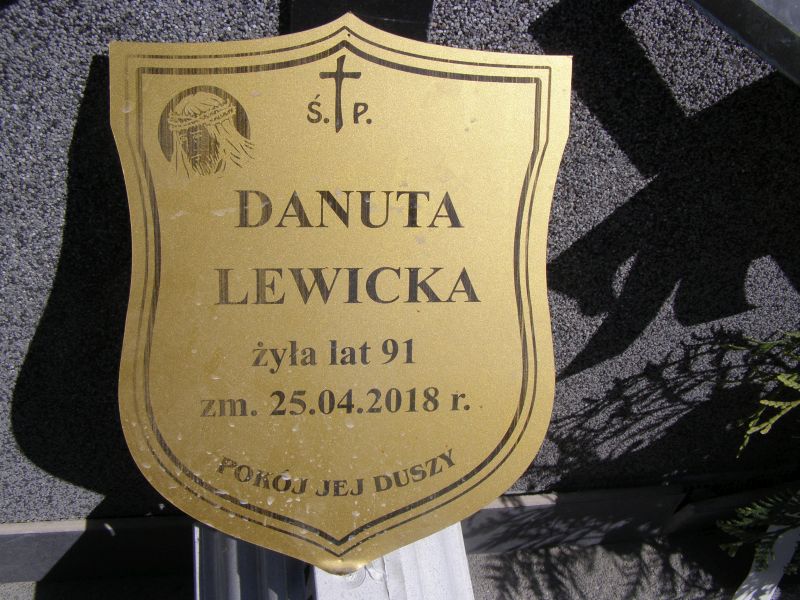 Ś. P.
DANUTA
LEWICKA
żyła lat 91
zm. 25.04.2018 r.
POKÓJ JEJ DUSZY